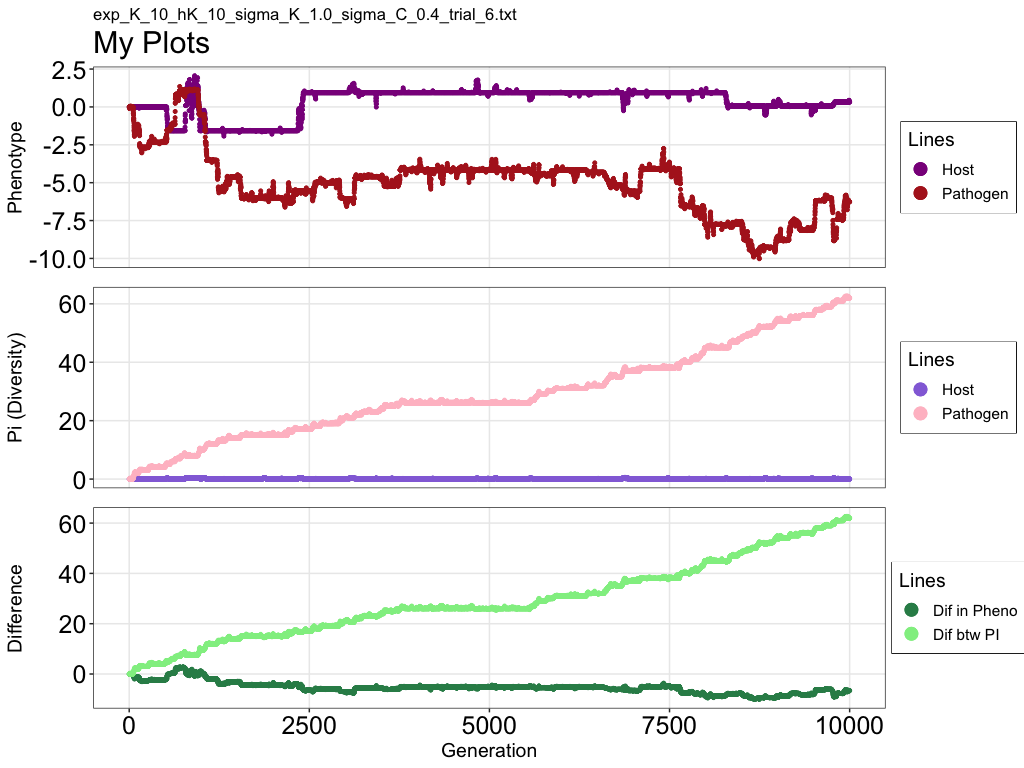 exp_K_10_hK_10_sigma_K_1.0_sigma_C_0.4_trial_6.txt
My Plots
Phenotype
2.5
0.0
-2.5
-5.0
-7.5
-10.0
Lines
Host
Pathogen
Pi (Diversity)
60
40
20
0
Lines
Host
Pathogen
Difference
60
40
20
0
Lines
Dif in Pheno
Dif btw PI
0 2500 5000 7500 10000
Generation